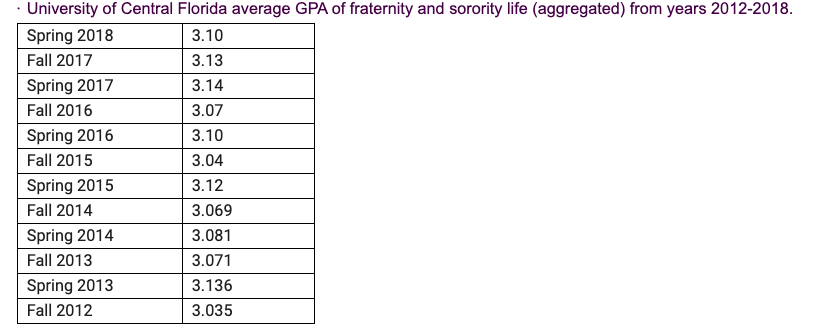 · University of Central Florida average GPA of fraternity and sorority life (aggregated) from years 2012-2018.
Spring 2018 3.10
Fall 2017 3.13
Spring 2017 3.14
Fall 2016 3.07
Spring 2016 3.10
Fall 2015 3.04
Spring 2015 3.12
Fall 2014 3.069
Spring 2014 3.081
Fall 2013 3.071
Spring 2013 3.136
Fall 2012 3.035